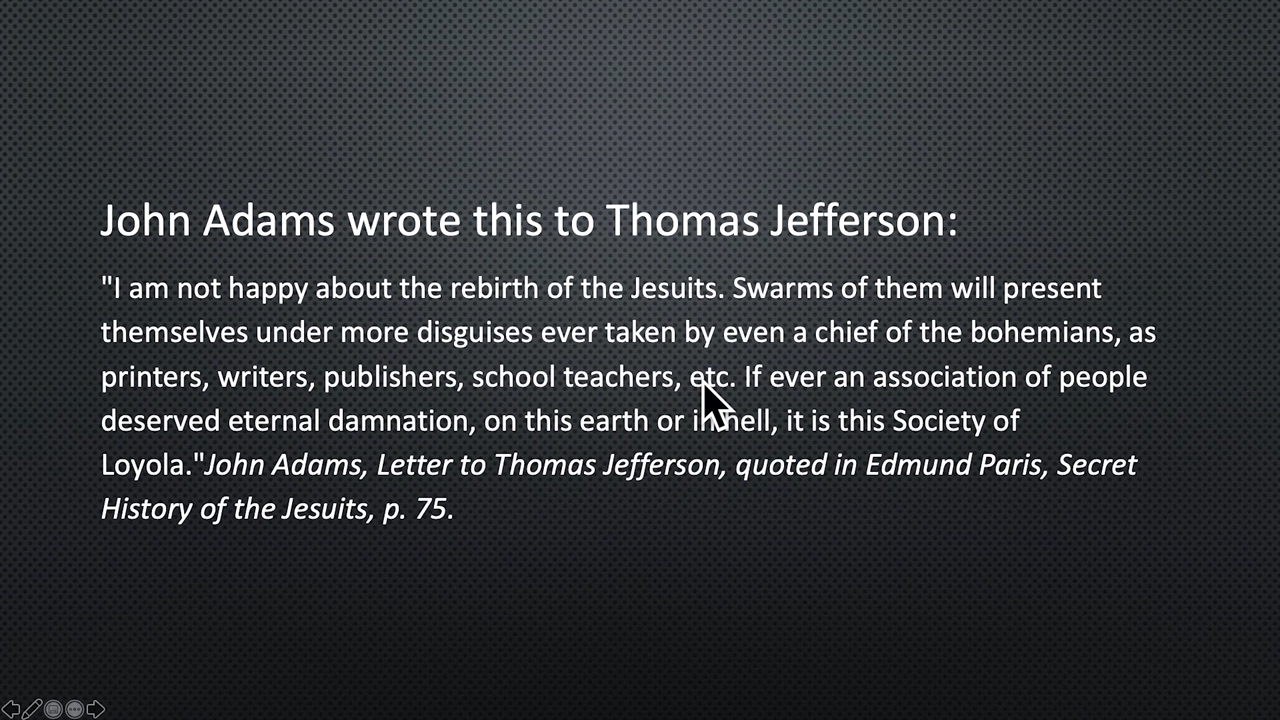 John Adams wrote this to Thomas Jefferson:
"I am not happy about the rebirth of the Jesuits. Swarms of them will present
themselves under more disguises ever taken by even a chief of the bohemians, as
printers, writers, publishers, school teachers, etc. If ever an association of people
deserved eternal damnation, on this earth or in hell, it is this Society of
Loyola."John Adams, Letter to Thomas Jefferson, quoted in Edmund Paris, Secret
History of the Jesuits, p. 75.